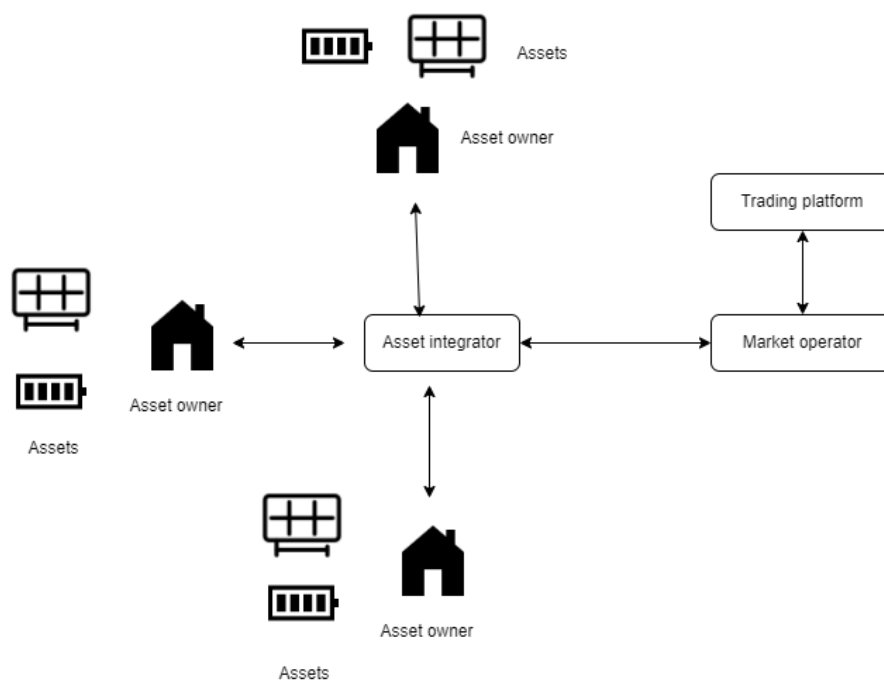 Assets
Asset owner
Trading platform
Asset integrator
Market operator
Asset owner
Assets
Asset owner
Assets